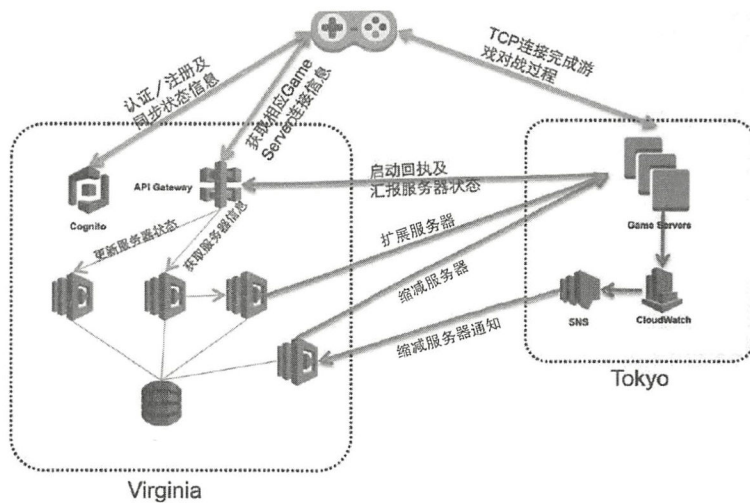 TCP连接完成游
戏对战过程
认证／注册及
同步状态信息
获取相应Game
Server连接信息
启动回执及
汇报服务器状态
API Gateway
Cognito
Game Servers
更新服务器状态
获取服务器信息
扩展服务器
缩减服务器
SNS
CloudWatch
缩减服务器通知
Tokyo
Virginia